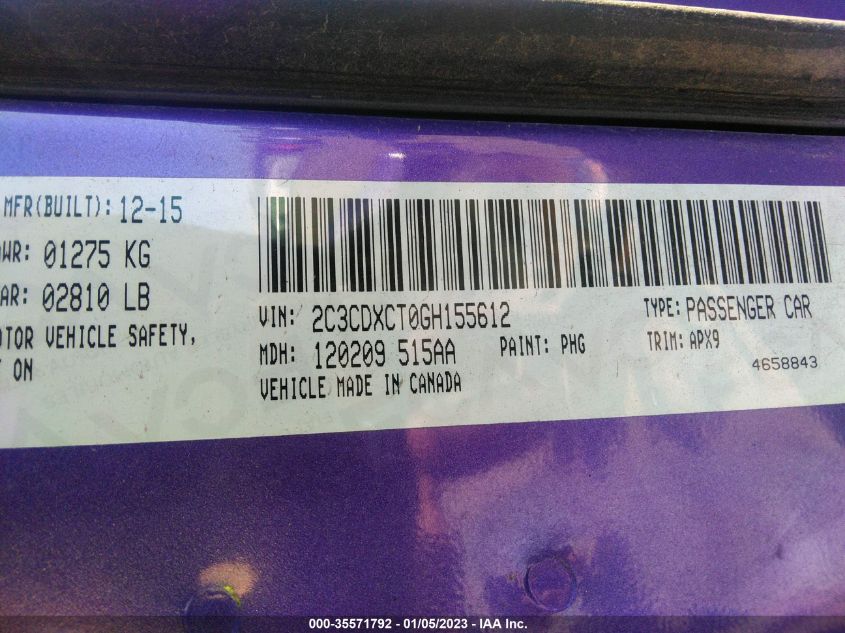 MFR(BUILT): 12-15
WR: 01275 KG
AR: 02810 LB
OTOR VEHICLE SAFETY,
ON
VIN: 2C3CDXCT0GH155612
TYPE: PASSENGER CAR
MDH: 120209 515AA
PAINT: PHG
TRIM: APX9
VEHICLE MADE IN CANADA
4658843
000-35571792 - 01/05/2023 - IAA Inc.